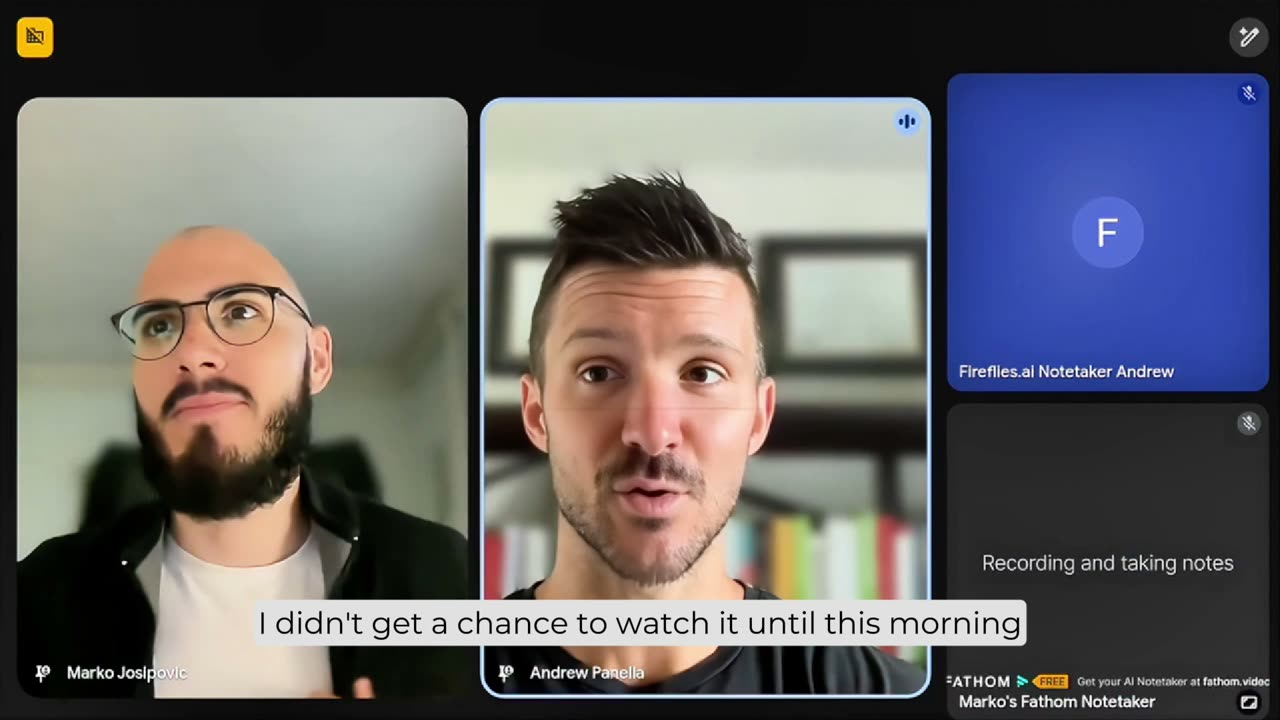 F
Fireflies.ai Notetaker Andrew
Recording and taking notes
I didn't get a chance to watch it until this morning
Marko Josipovic
Andrew Panella
FATHOM FREE Get your AI Notetaker at fathom.video
Marko's Fathom Notetaker